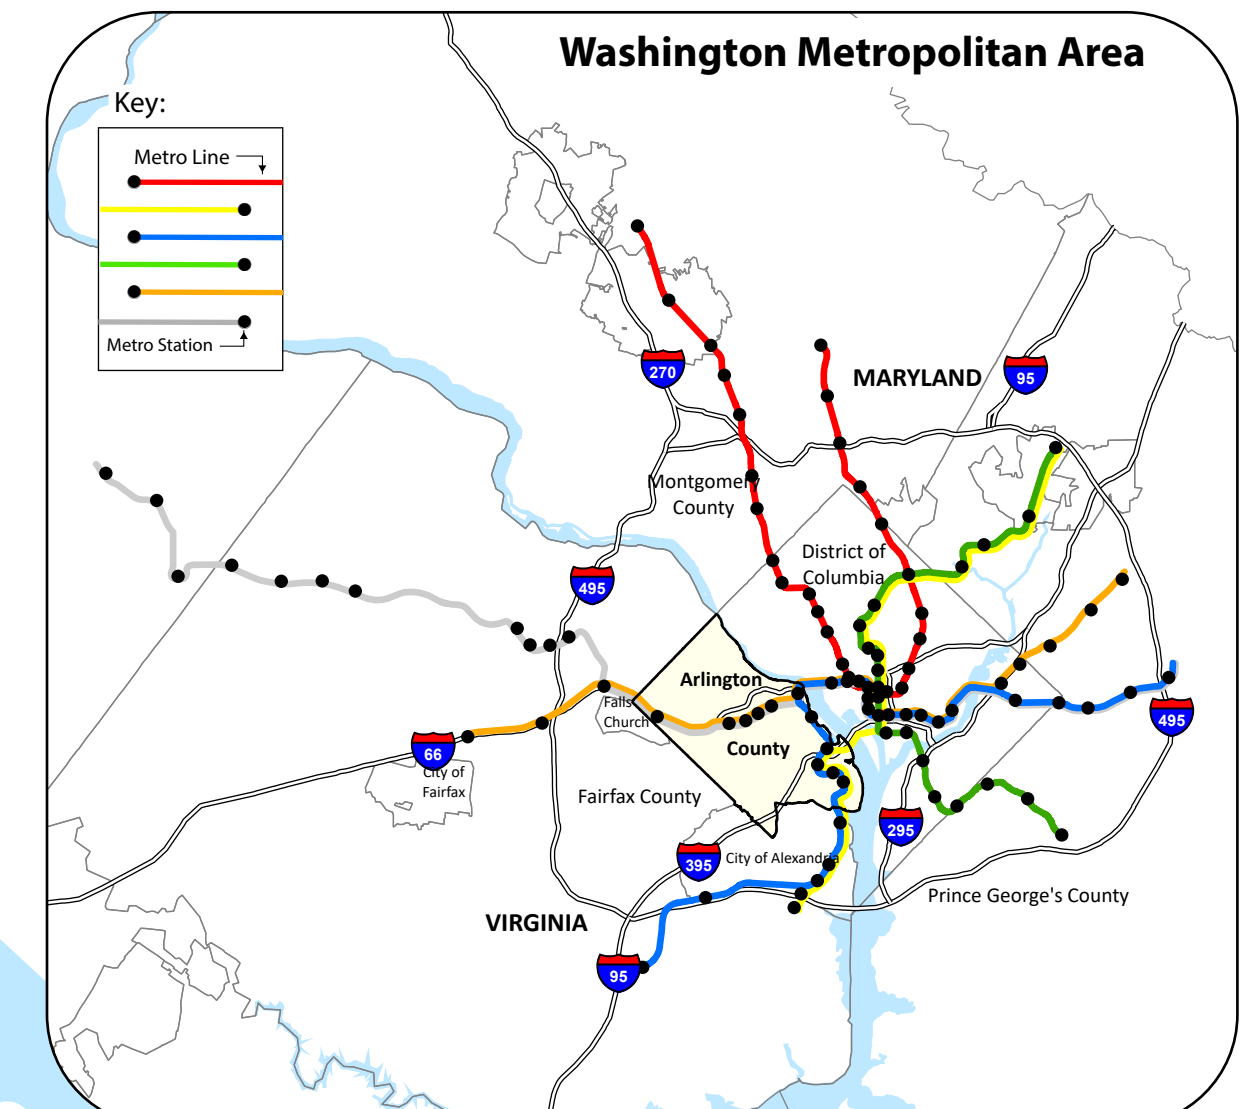 Washington Metropolitan Area
Key:
Metro Line
Metro Station
270
MARYLAND
95
Montgomery
County
District of
Columbia
495
Arlington
Falls
Church
County
495
66
City of
Fairfax
Fairfax County
295
395
City of Alexandria
Prince George's County
VIRGINIA
95